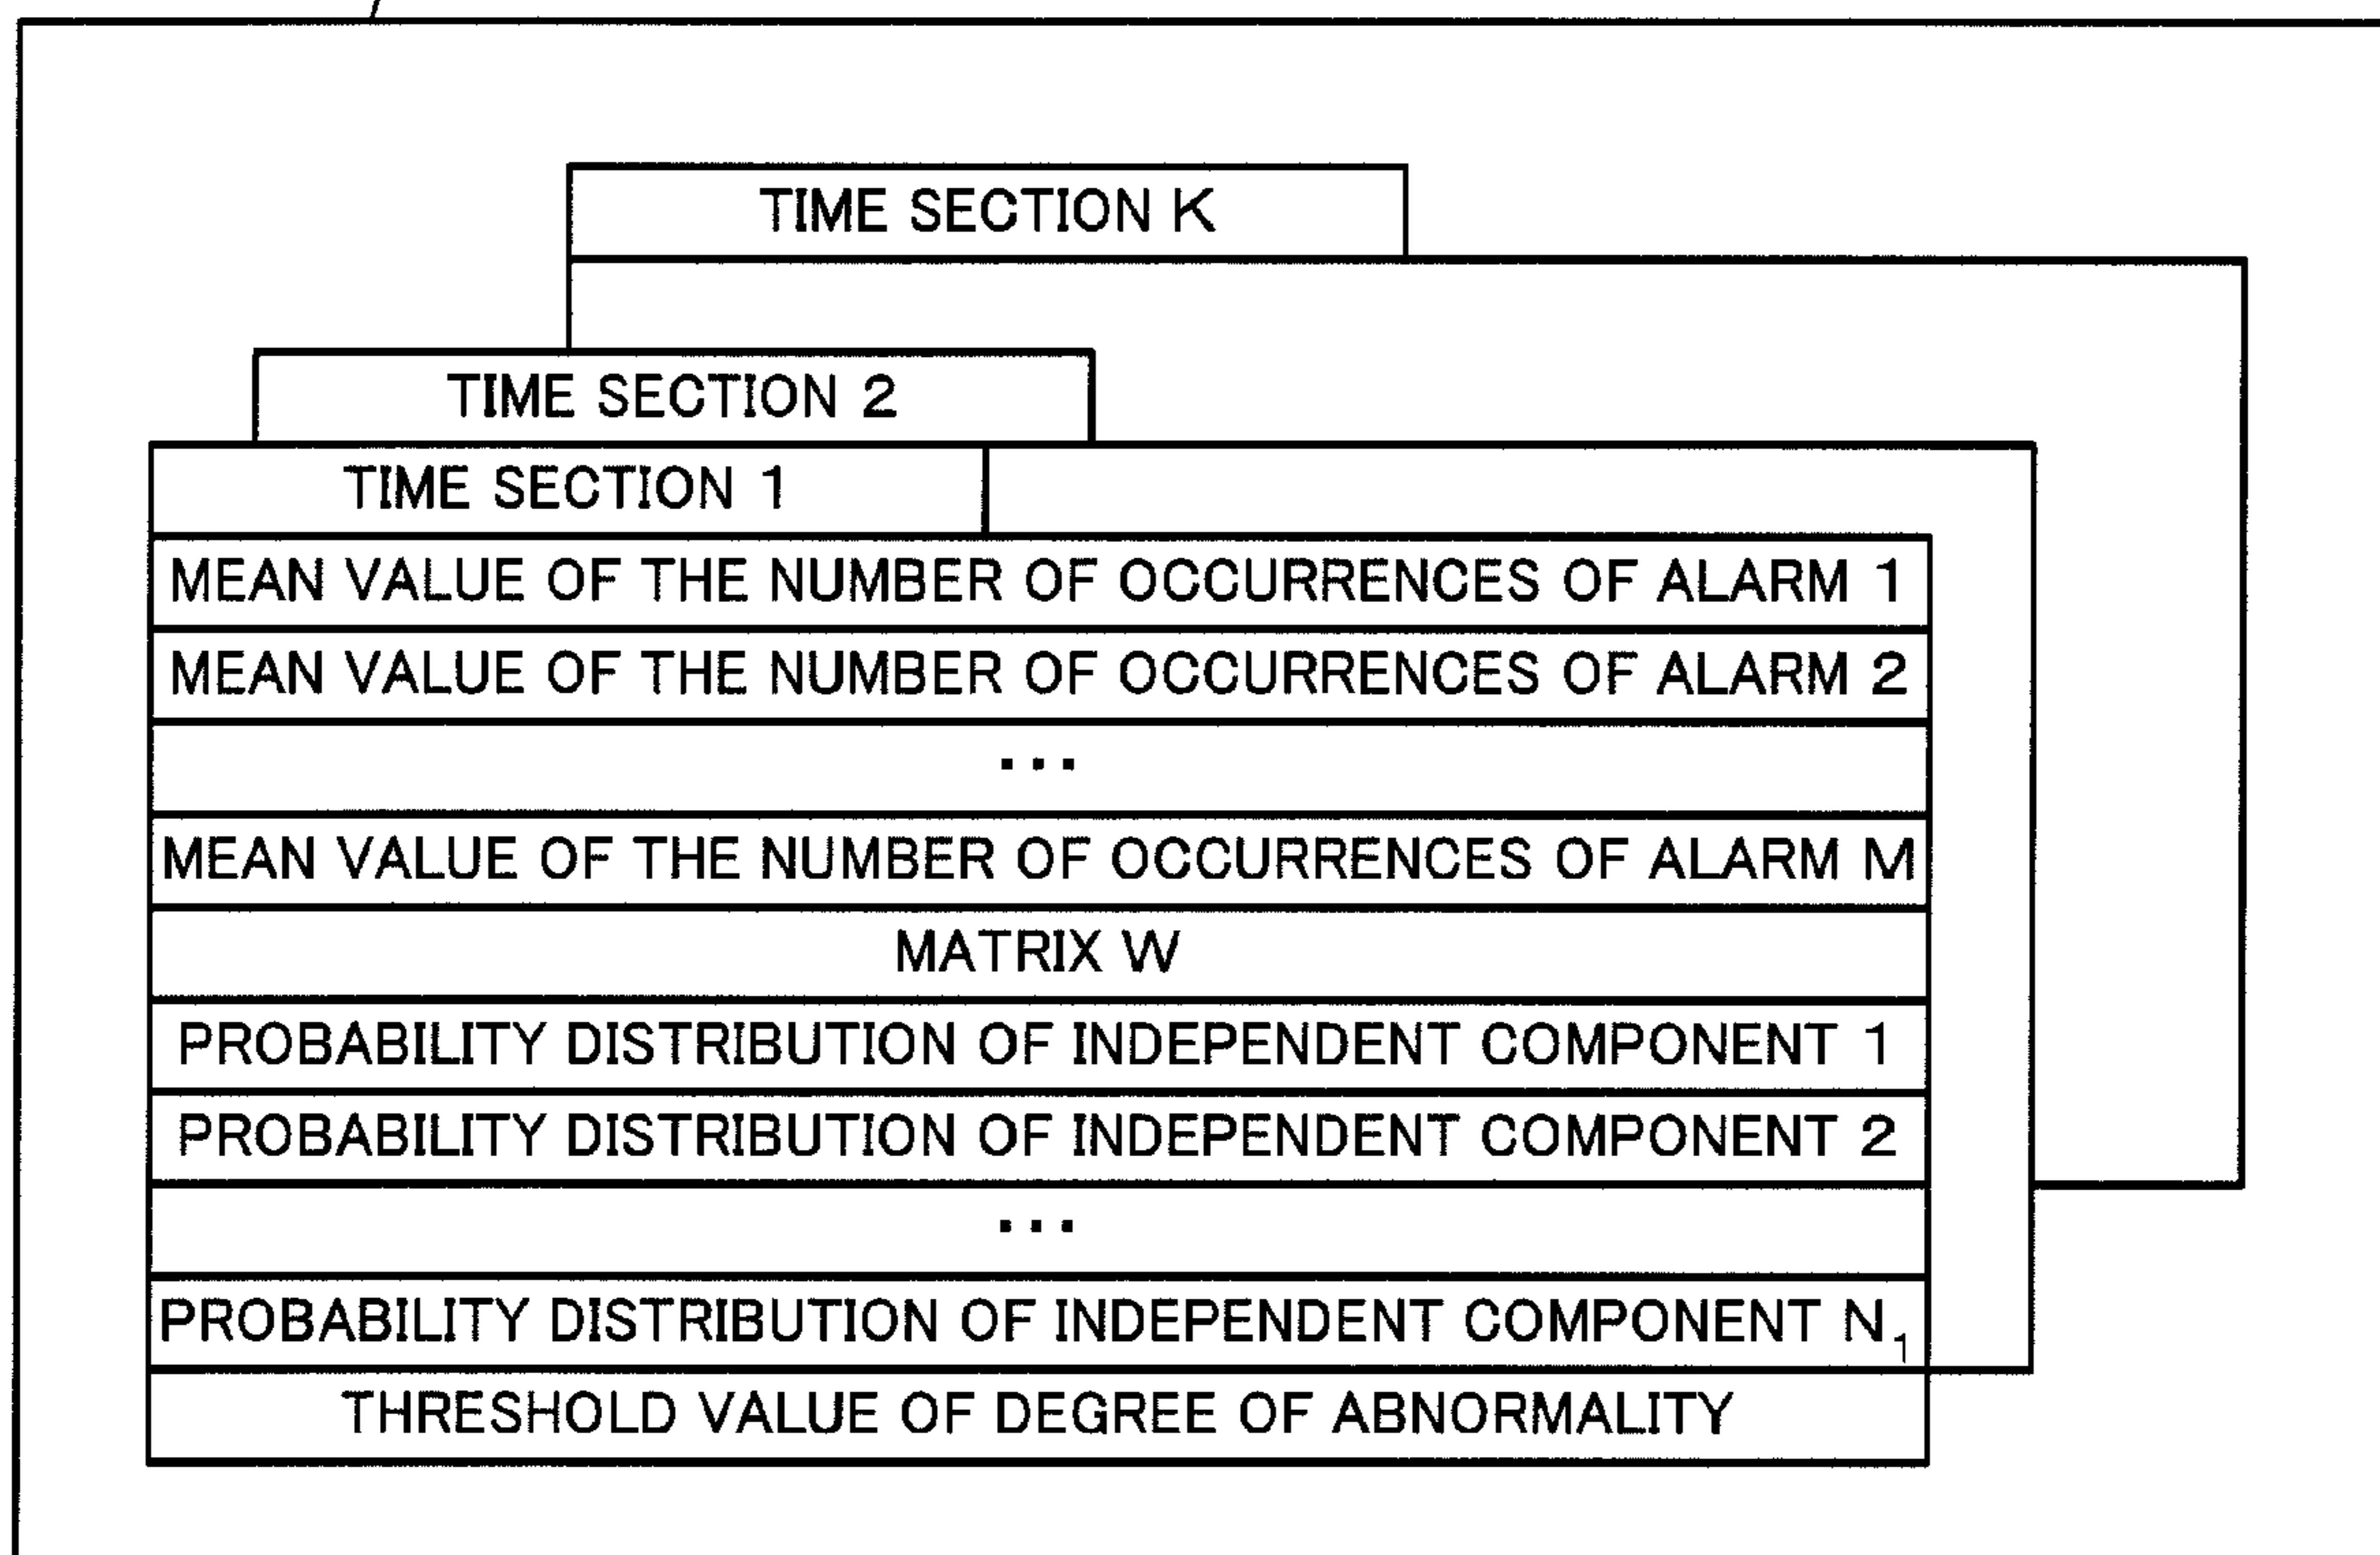 TIME SECTION K
TIME SECTION 2
TIME SECTION 1
MEAN VALUE OF THE NUMBER OF OCCURRENCES OF ALARM 1
MEAN VALUE OF THE NUMBER OF OCCURRENCES OF ALARM 2
...
MEAN VALUE OF THE NUMBER OF OCCURRENCES OF ALARM M
MATRIX W
PROBABILITY DISTRIBUTION OF INDEPENDENT COMPONENT 1
PROBABILITY DISTRIBUTION OF INDEPENDENT COMPONENT 2
...
PROBABILITY DISTRIBUTION OF INDEPENDENT COMPONENT N₁
THRESHOLD VALUE OF DEGREE OF ABNORMALITY